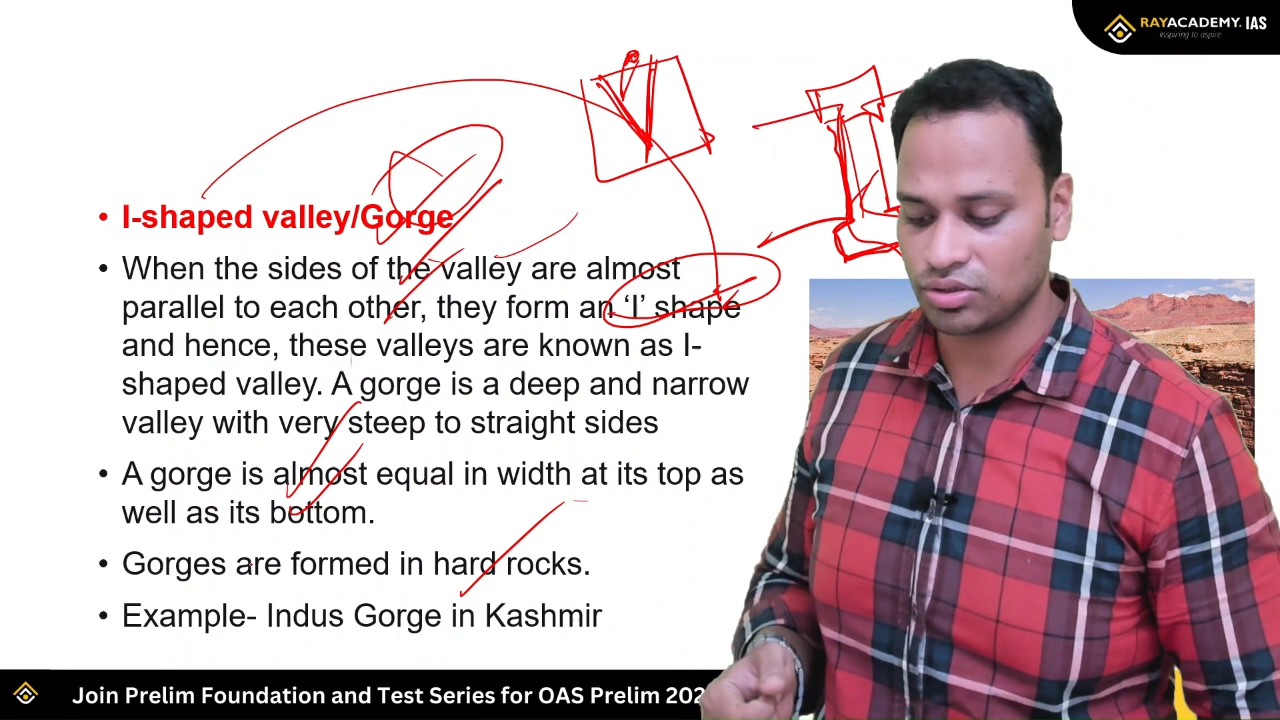 RAYACADEMY. IAS
Inspiring to aspire
• I-shaped valley/Gorge
• When the sides of the valley are almost
parallel to each other, they form an ‘I’ shape
and hence, these valleys are known as I-
shaped valley. A gorge is a deep and narrow
valley with very steep to straight sides
• A gorge is almost equal in width at its top as
well as its bottom.
• Gorges are formed in hard rocks.
• Example- Indus Gorge in Kashmir
Join Prelim Foundation and Test Series for OAS Prelim 202